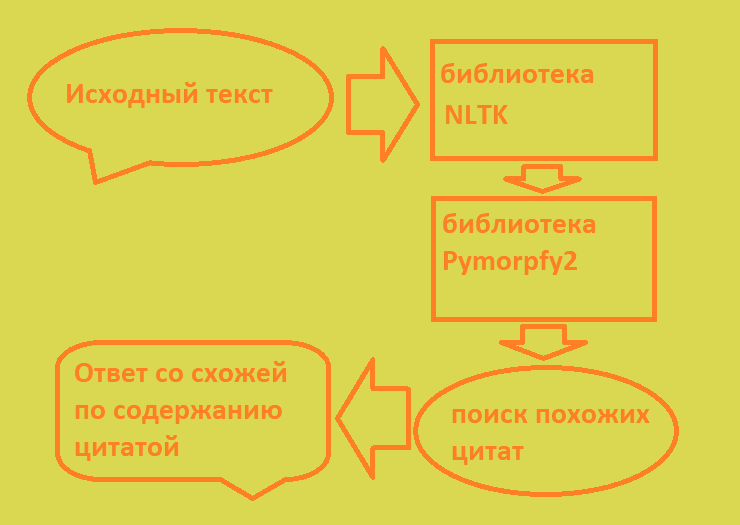 Исходный текст
библиотека
NLTK
библиотека
Pymorpfy2
поиск похожих
цитат
Ответ со схожей
по содержанию
цитатой